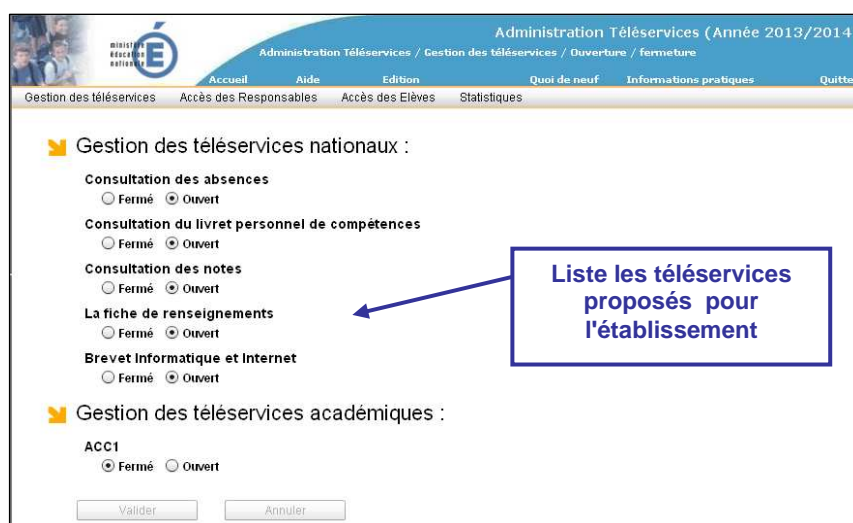 ministère
éducation
nationale
É
Administration Téléservices (Année 2013/2014
Administration Téléservices / Gestion des téléservices / Ouverture / fermeture
Accueil Aide Edition Quoi de neuf Informations pratiques Quitte
Gestion des téléservices Accès des Responsables Accès des Elèves Statistiques
Gestion des téléservices nationaux :
Consultation des absences
Fermé Ouvert
Consultation du livret personnel de compétences
Fermé Ouvert
Consultation des notes
Fermé Ouvert
La fiche de renseignements
Fermé Ouvert
Brevet Informatique et Internet
Fermé Ouvert
Liste les téléservices
proposés pour
l'établissement
Gestion des téléservices académiques :
ACC1
Fermé Ouvert
Valider Annuler